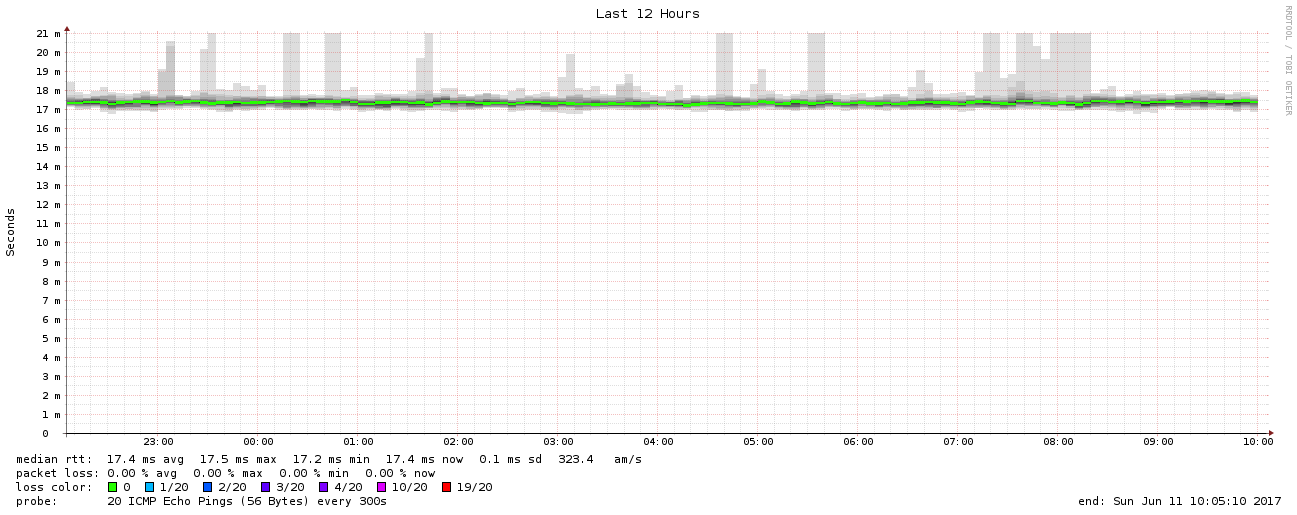 Last 12 Hours
RRDTOOL / TOBI OETIKER
Seconds
21 m
20 m
19 m
18 m
17 m
16 m
15 m
14 m
13 m
12 m
11 m
10 m
9 m
8 m
7 m
6 m
5 m
4 m
3 m
2 m
1 m
0
23:00 00:00 01:00 02:00 03:00 04:00 05:00 06:00 07:00 08:00 09:00 10:00
median rtt: 17.4 ms avg 17.5 ms max 17.2 ms min 17.4 ms now 0.1 ms sd 323.4 am/s
packet loss: 0.00 % avg 0.00 % max 0.00 % min 0.00 % now
loss color: 0 1/20 2/20 3/20 4/20 10/20 19/20
probe: 20 ICMP Echo Pings (56 Bytes) every 300s end: Sun Jun 11 10:05:10 2017